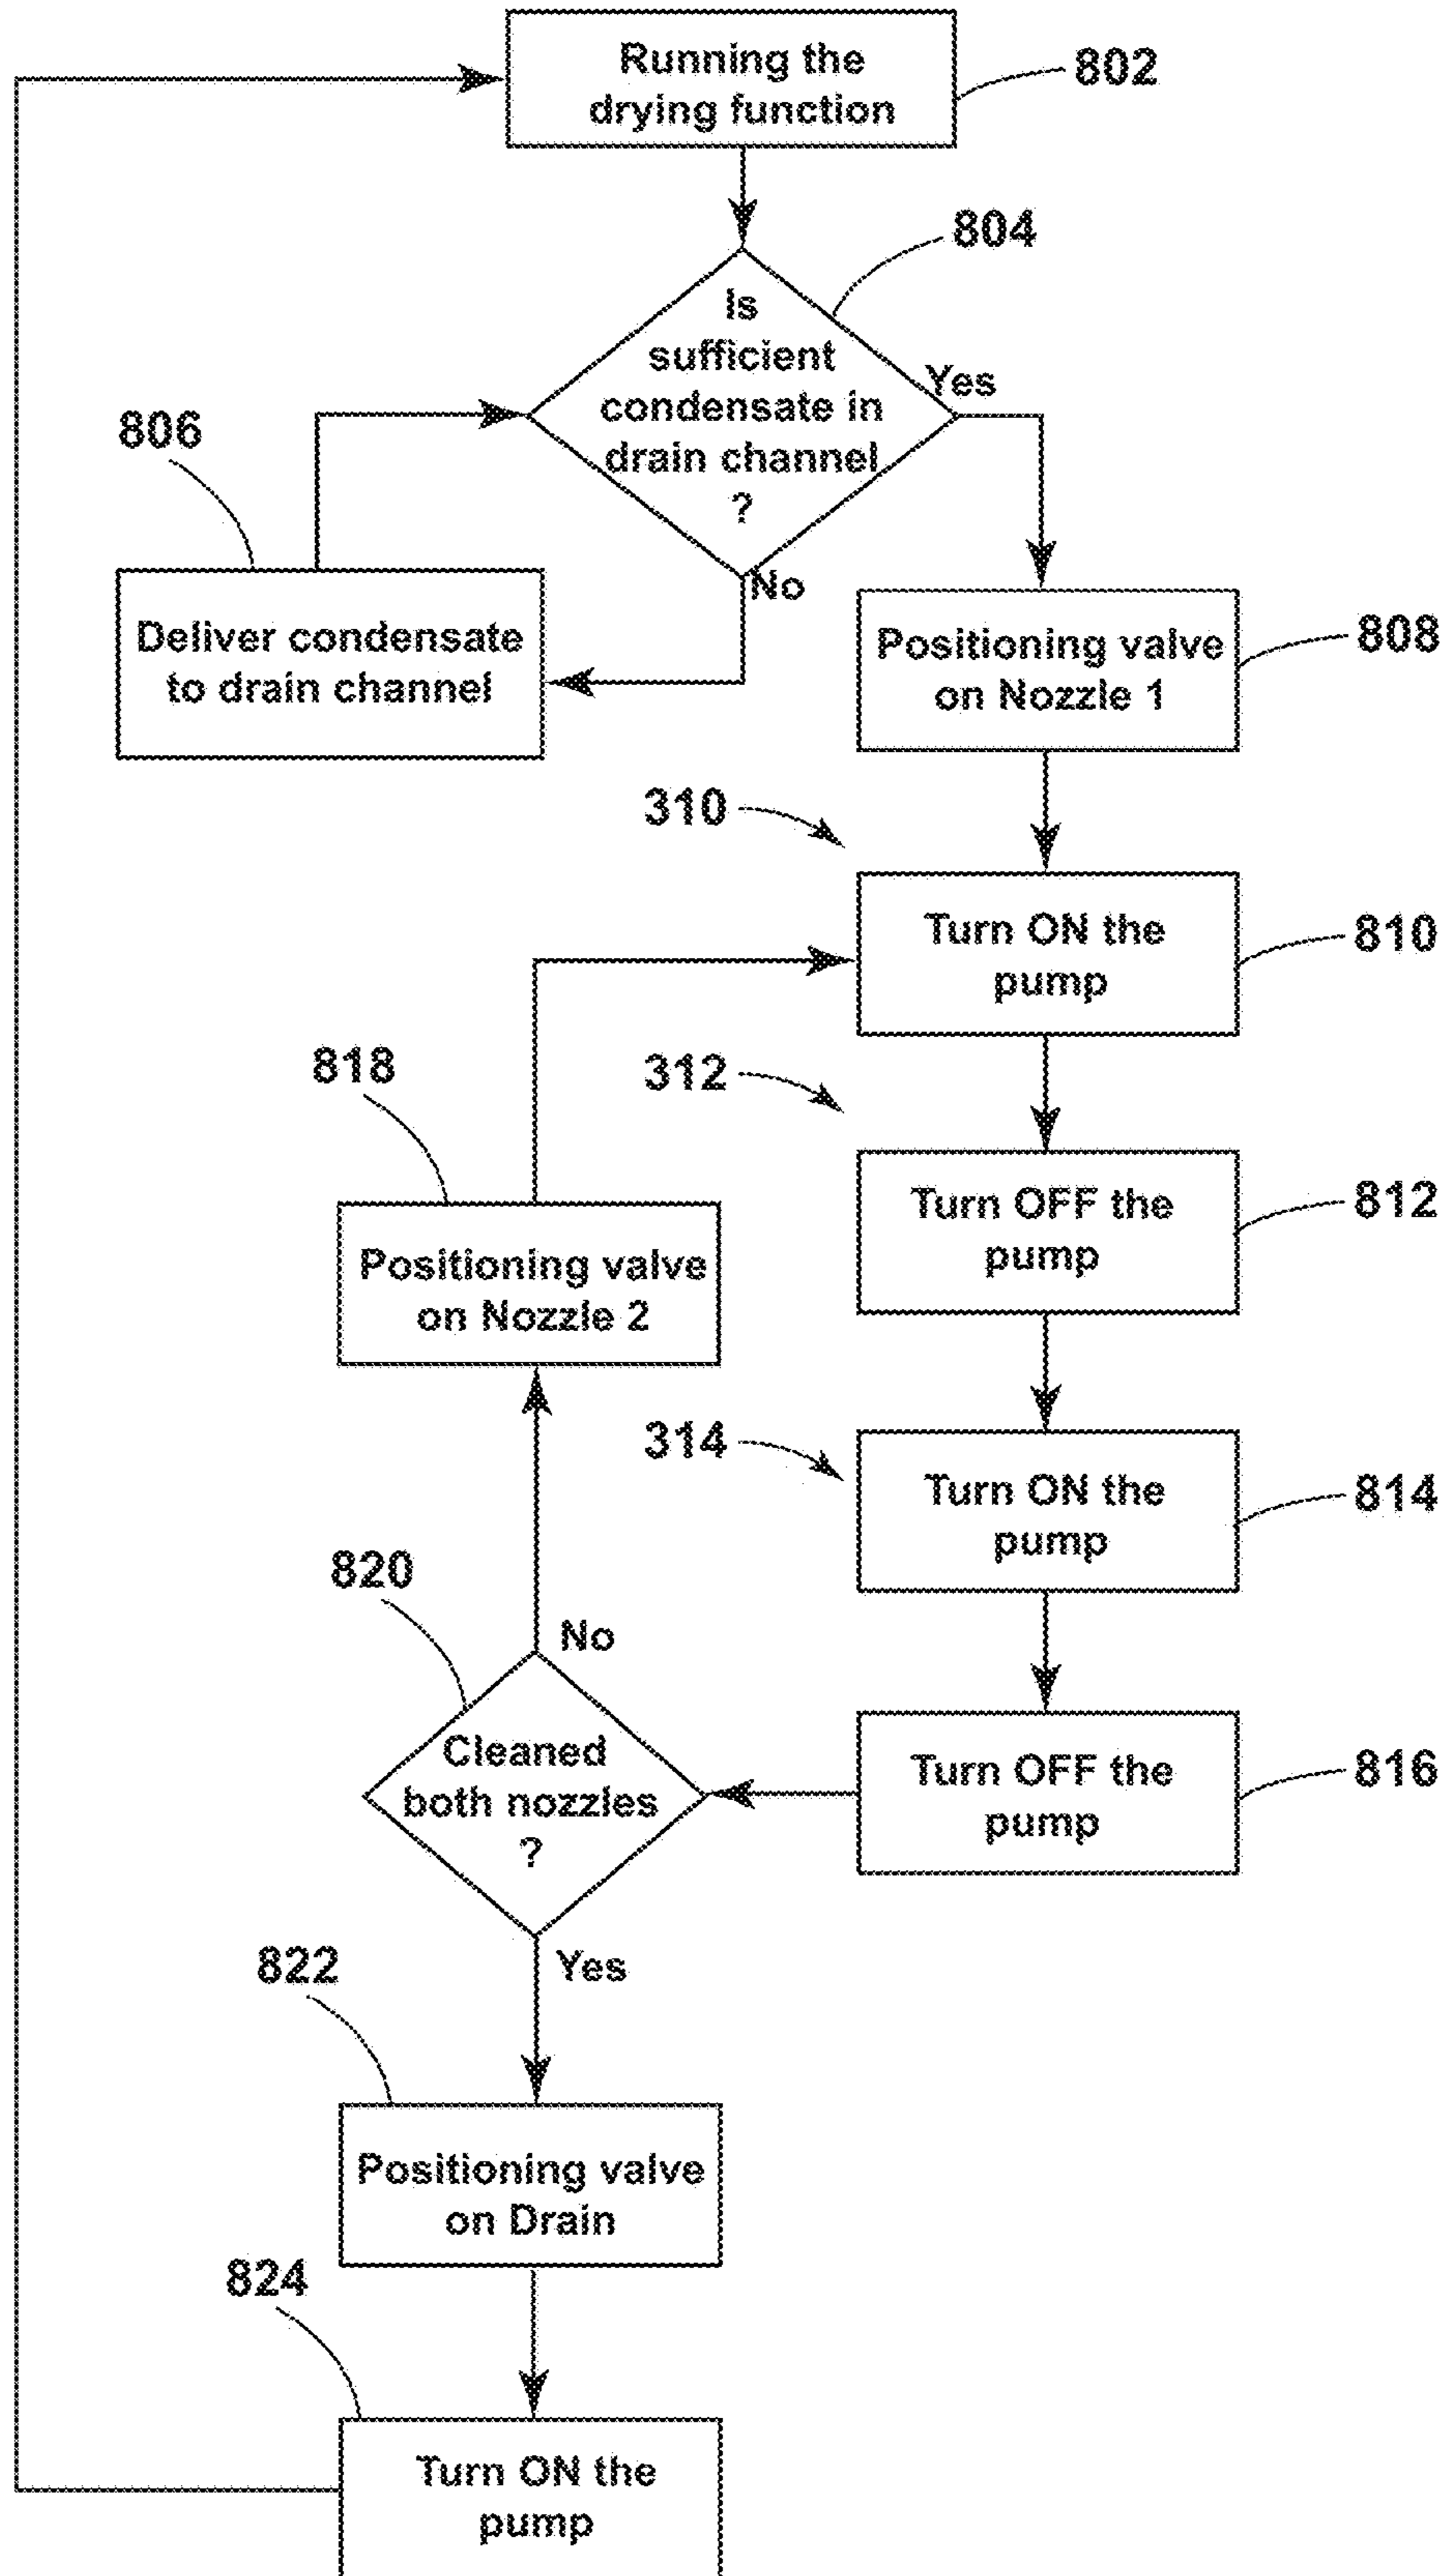 Running the
drying function
802
804
Is
sufficient
condensate in
drain channel
?
Yes
No
806
Deliver condensate
to drain channel
Positioning valve
on Nozzle 1
808
310
Turn ON the
pump
810
312
818
Turn OFF the
pump
812
Positioning valve
on Nozzle 2
314
Turn ON the
pump
814
820
No
Cleaned
both nozzles
?
Turn OFF the
pump
816
Yes
822
Positioning valve
on Drain
824
Turn ON the
pump